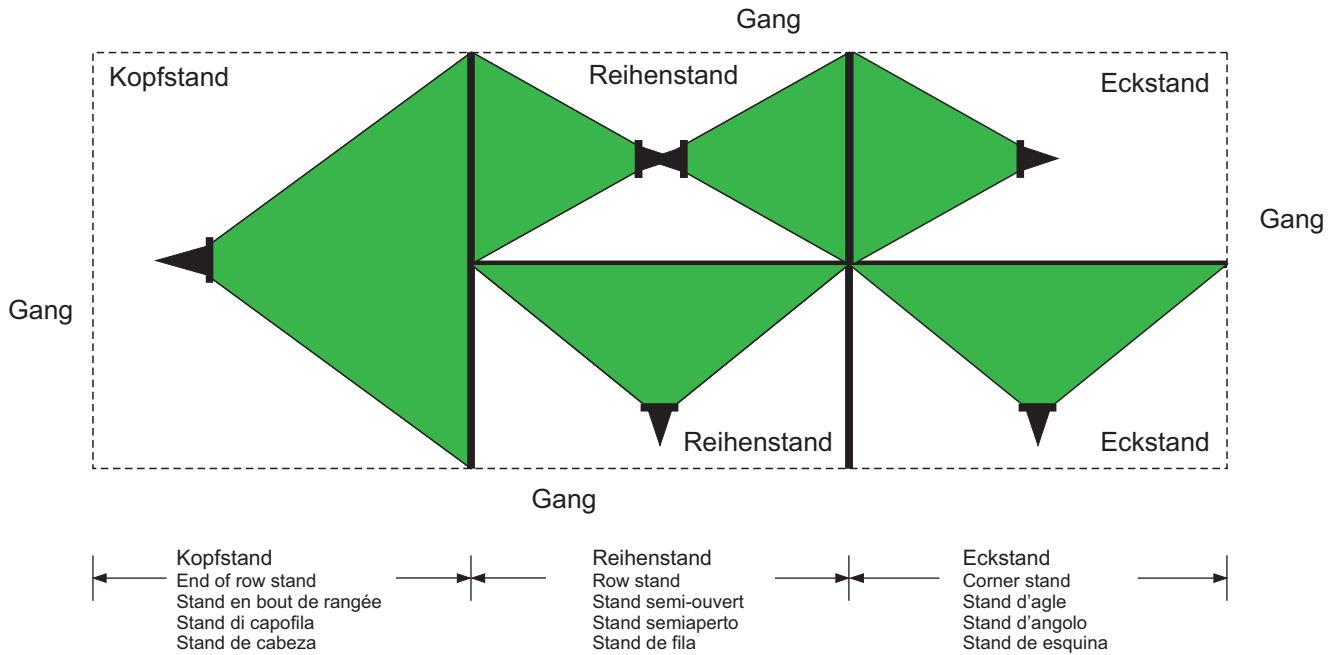 Gang
Kopfstand
Reihenstand
Eckstand
Gang
Gang
Reihenstand
Eckstand
Gang
Kopfstand
End of row stand
Stand en bout de rangée
Stand di capofila
Stand de cabeza
Reihenstand
Row stand
Stand semi-ouvert
Stand semiaperto
Stand de fila
Eckstand
Corner stand
Stand d'agle
Stand d'angolo
Stand de esquina